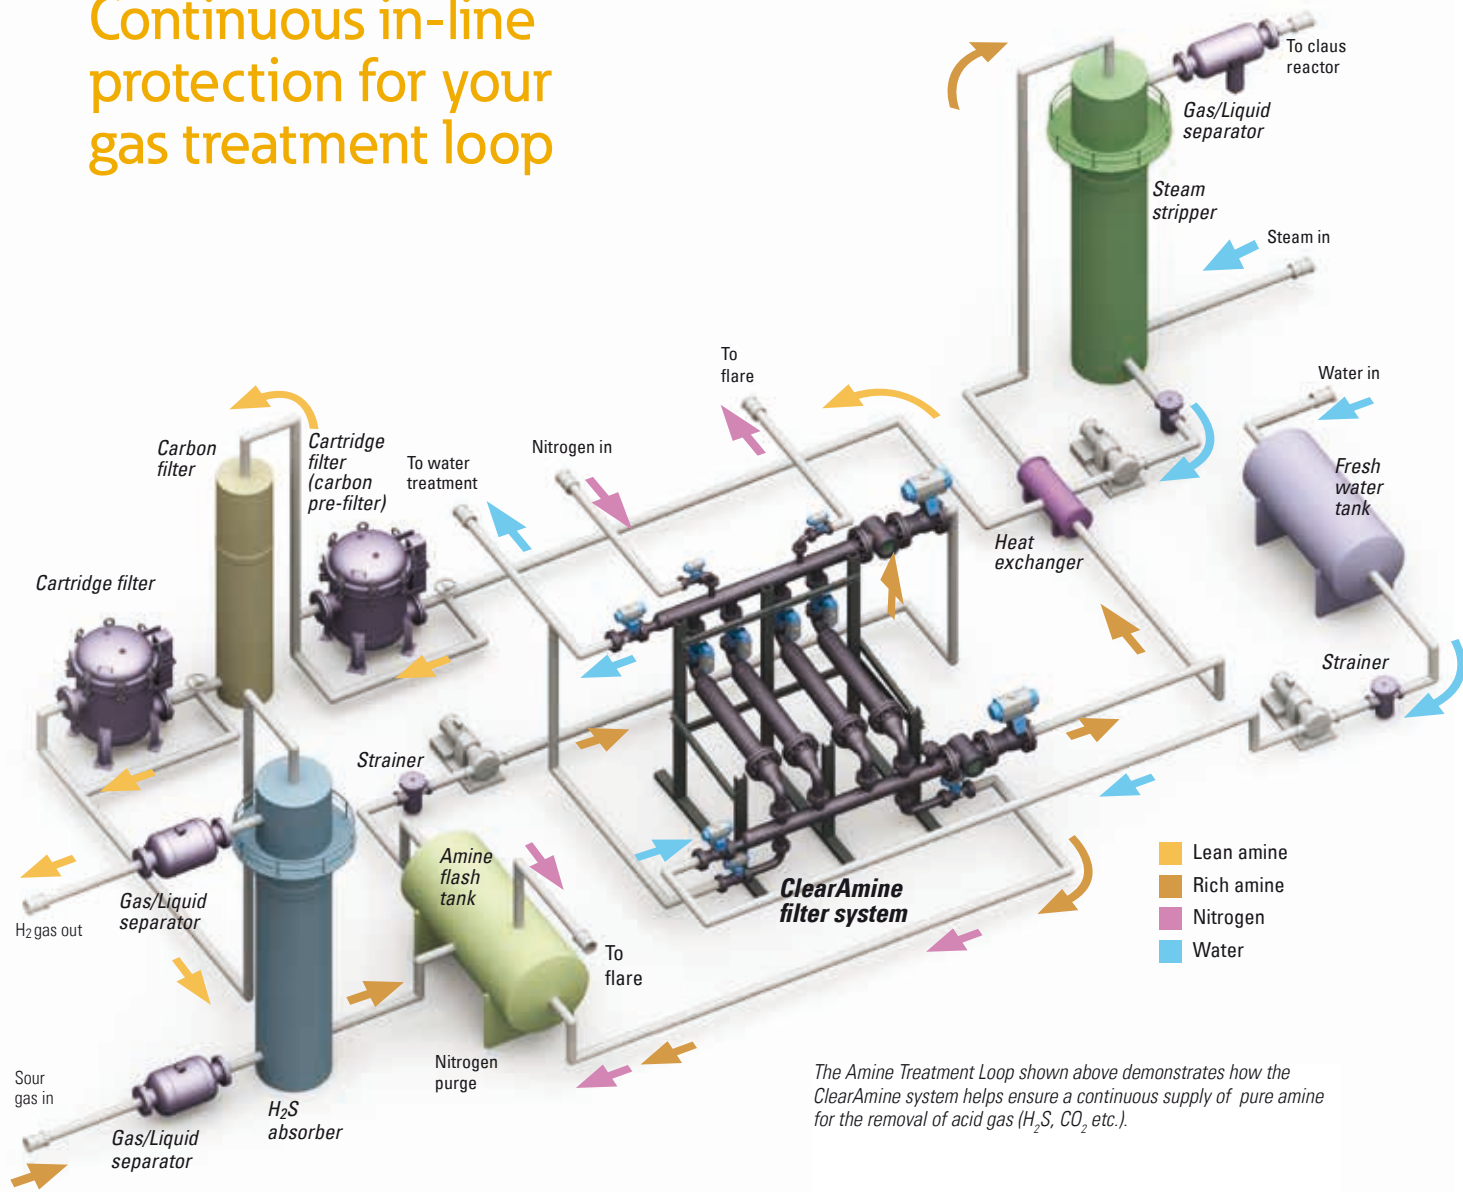 Continuous in-line
protection for your
gas treatment loop
To claus
reactor
Gas/Liquid
separator
Steam
stripper
Steam in
To
flare
Water in
Carbon
filter
Cartridge
filter
(carbon
pre-filter)
To water
treatment
Nitrogen in
Fresh
water
tank
Heat
exchanger
Cartridge filter
Strainer
Strainer
Amine
flash
tank
ClearAmine
filter system
Lean amine
Rich amine
Nitrogen
Water
Gas/Liquid
separator
H2 gas out
To
flare
Nitrogen
purge
Sour
gas in
H2S
absorber
Gas/Liquid
separator
The Amine Treatment Loop shown above demonstrates how the
ClearAmine system helps ensure a continuous supply of pure amine
for the removal of acid gas (H2S, CO2 etc.).